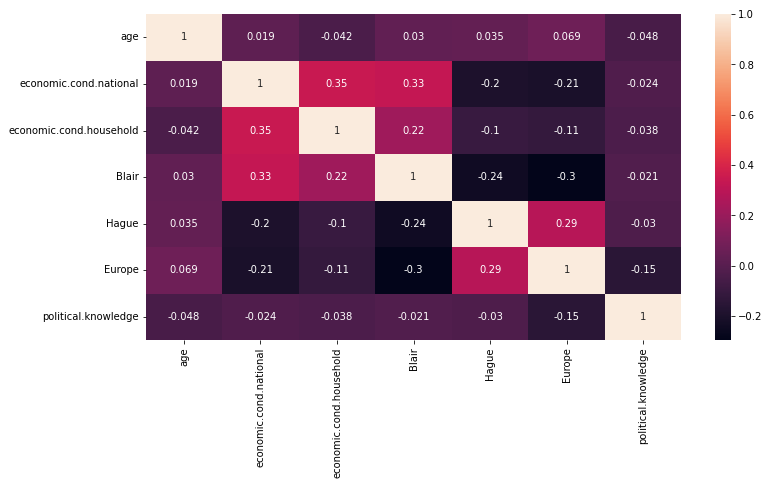 age 1 0.019 -0.042 0.03 0.035 0.069 -0.048
economic.cond.national 0.019 1 0.35 0.33 -0.2 -0.21 -0.024
economic.cond.household -0.042 0.35 1 0.22 -0.1 -0.11 -0.038
Blair 0.03 0.33 0.22 1 -0.24 -0.3 -0.021
Hague 0.035 -0.2 -0.1 -0.24 1 0.29 -0.03
Europe 0.069 -0.21 -0.11 -0.3 0.29 1 -0.15
political.knowledge -0.048 -0.024 -0.038 -0.021 -0.03 -0.15 1
age
economic.cond.national
economic.cond.household
Blair
Hague
Europe
political.knowledge
1.0
0.8
0.6
0.4
0.2
0.0
−0.2